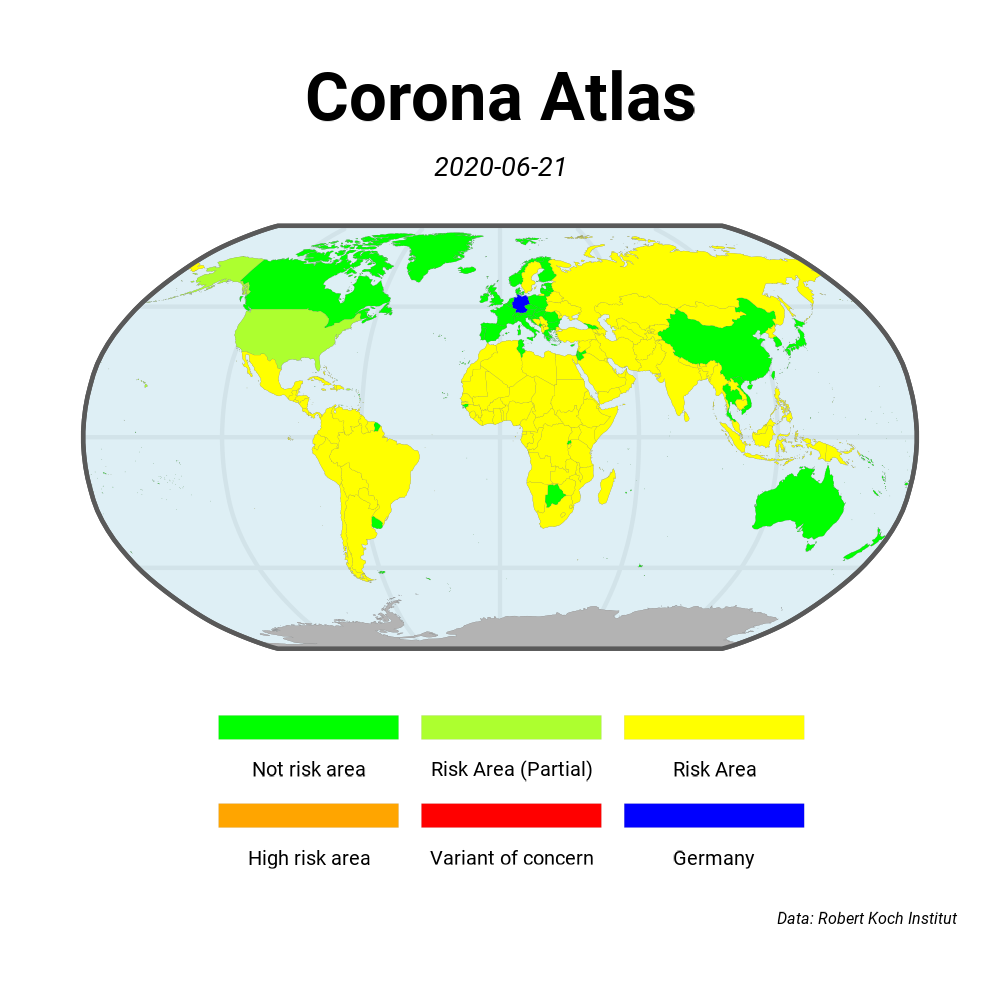 Corona Atlas
2020-06-21
Not risk area
Risk Area (Partial)
Risk Area
High risk area
Variant of concern
Germany
Data: Robert Koch Institut